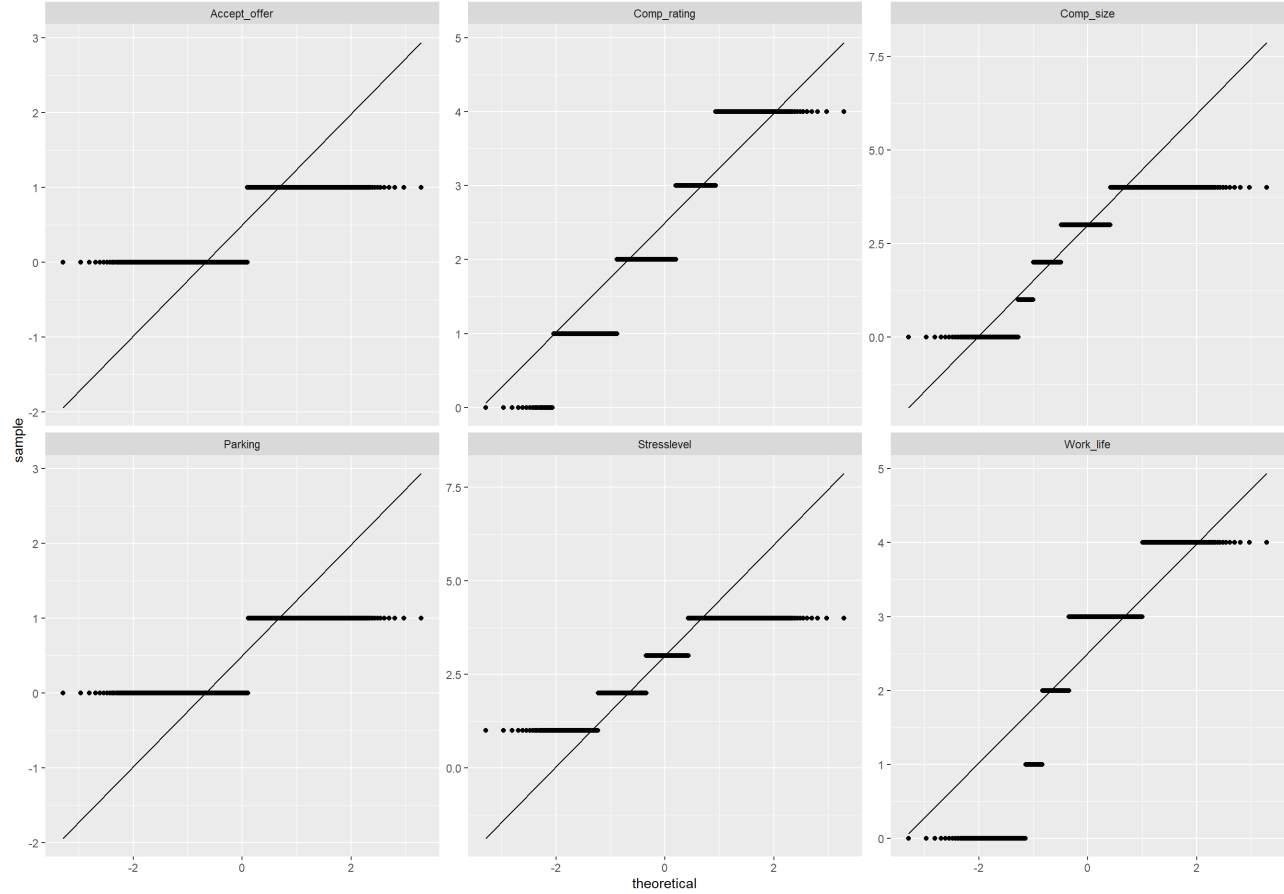 Accept_offer
Comp_rating
Comp_size
3
2
1
0
-1
-2
5
4
3
2
1
0
7.5
5.0
2.5
0.0
sample
Parking
Stresslevel
Work_life
3
2
1
0
-1
-2
7.5
5.0
2.5
0.0
5
4
3
2
1
0
-2 0 2
-2 0 2
-2 0 2
theoretical